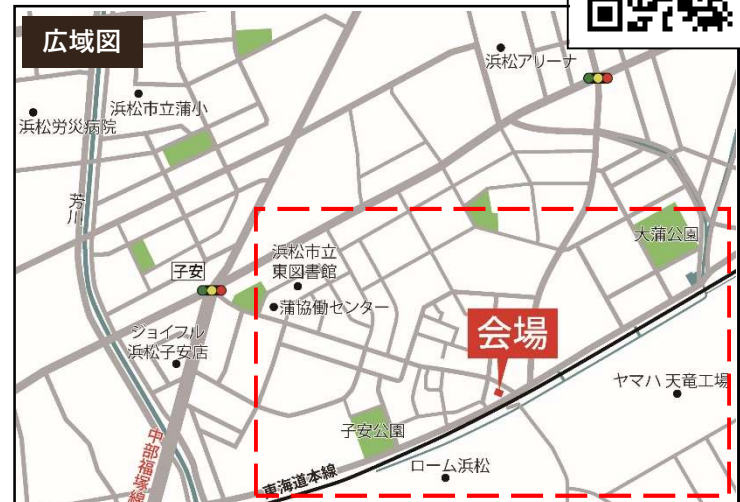 広域図
浜松アリーナ
浜松市立蒲小
浜松労災病院
芳川
大蒲公園
浜松市立
東図書館
子安
蒲協働センター
会場
ジョイフル
浜松子安店
ヤマハ 天竜工場
子安公園
中部福塚線
東海道本線
ローム浜松